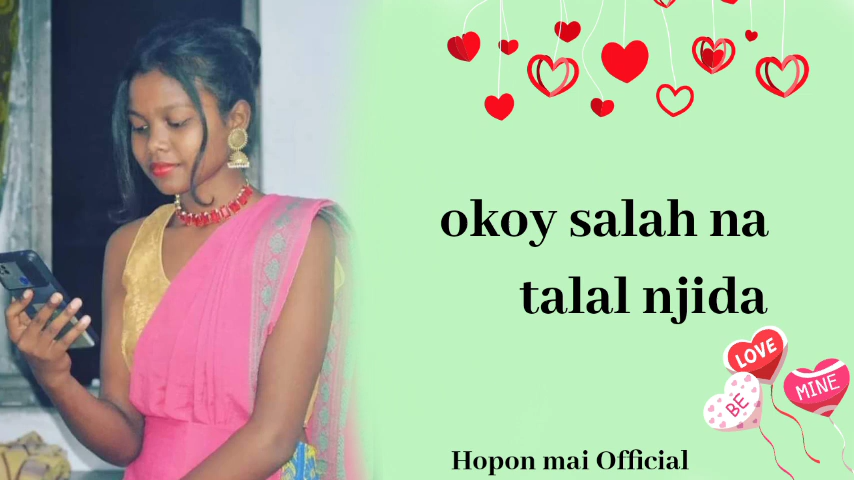 okoy salah na
talal njida
LOVE
BE
MINE
Hopon mai Official